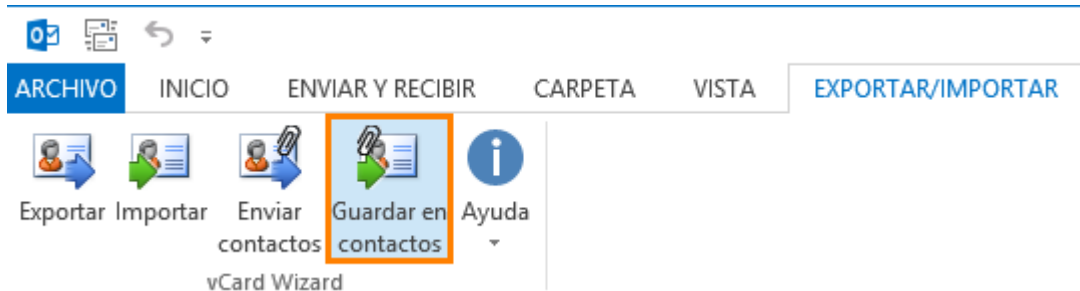 ARCHIVO INICIO ENVIAR Y RECIBIR CARPETA VISTA EXPORTAR/IMPORTAR
Exportar Importar Enviar Guardar en Ayuda
contactos contactos
vCard Wizard